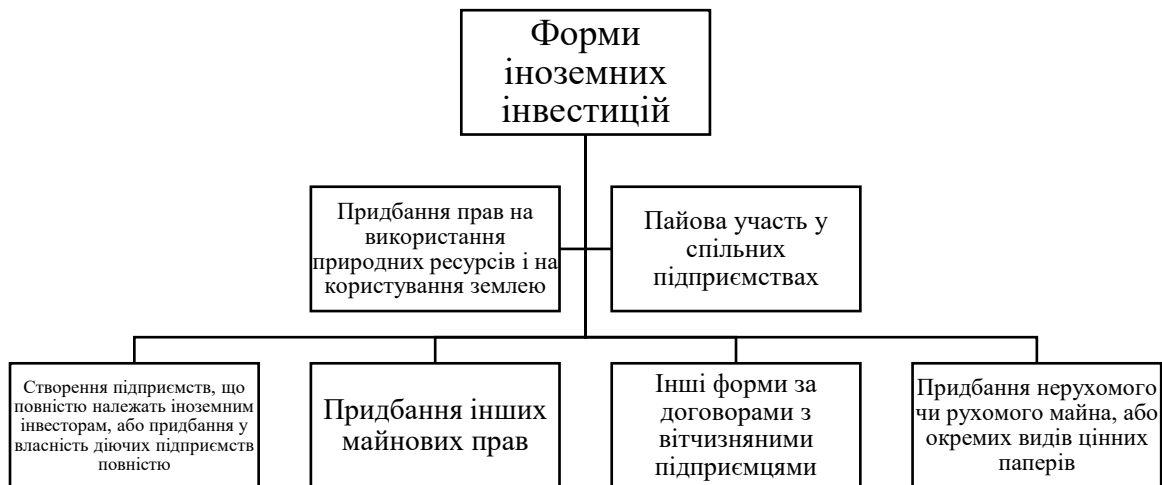 Форми
іноземних
інвестицій
Придбання прав на
використання
природних ресурсів і на
користування землею
Пайова участь у
спільних
підприємствах
Створення підприємств, що
повністю належать іноземним
інвесторам, або придбання у
власність діючих підприємств
повністю
Придбання інших
майнових прав
Інші форми за
договорами з
вітчизняними
підприємцями
Придбання нерухомого
чи рухомого майна, або
окремих видів цінних
паперів